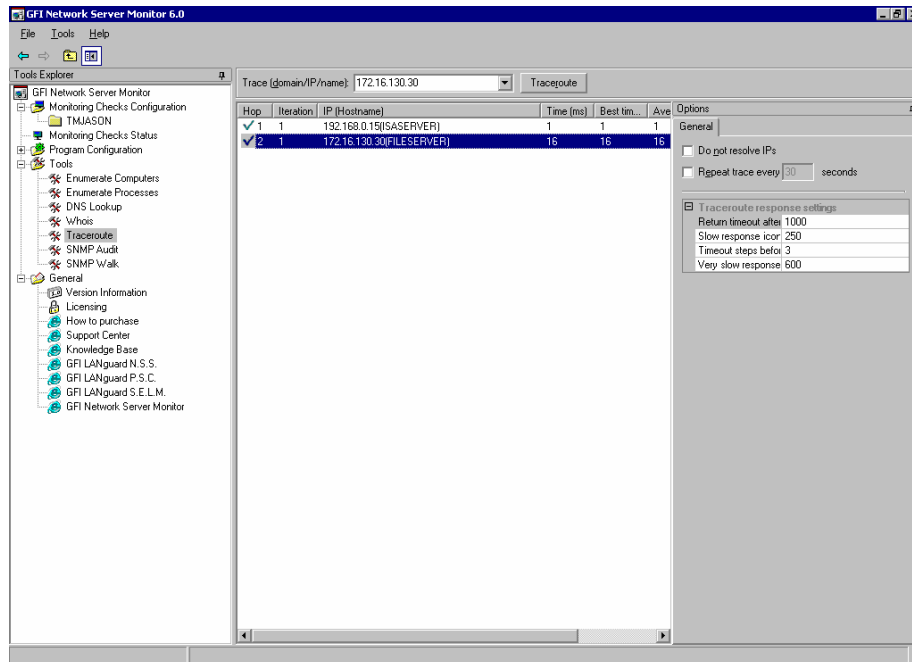 GFI Network Server Monitor 6.0
File Tools Help
Tools Explorer
GFI Network Server Monitor
Monitoring Checks Configuration
TMJASON
Monitoring Checks Status
Program Configuration
Tools
Enumerate Computers
Enumerate Processes
DNS Lookup
Whois
Traceroute
SNMP Audit
SNMP Walk
General
Version Information
Licensing
How to purchase
Support Center
Knowledge Base
GFI LANguard N.S.S.
GFI LANguard P.S.C.
GFI LANguard S.E.L.M.
GFI Network Server Monitor
Trace (domain/IP/name): 172.16.130.30 Traceroute
Hop Iteration IP (Hostname) Time (ms) Best tim... Ave
1 1 192.168.0.15(ISASERVER) 1 1 1
2 1 172.16.130.30(FILESERVER) 16 16 16
Options
General
Do not resolve IPs
Repeat trace every 30 seconds
Traceroute response settings
Return timeout after 1000
Slow response icor 250
Timeout steps befor 3
Very slow response 600